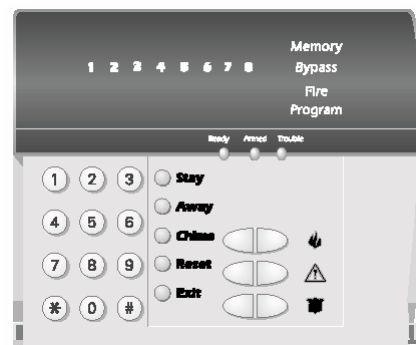 Memory
1 2 3 4 5 6 7 8 Bypass
Fire
Program
Ready Armed Trouble
1 2 3 Stay
Away
4 5 6
Chime
7 8 9 Reset
* 0 # Exit